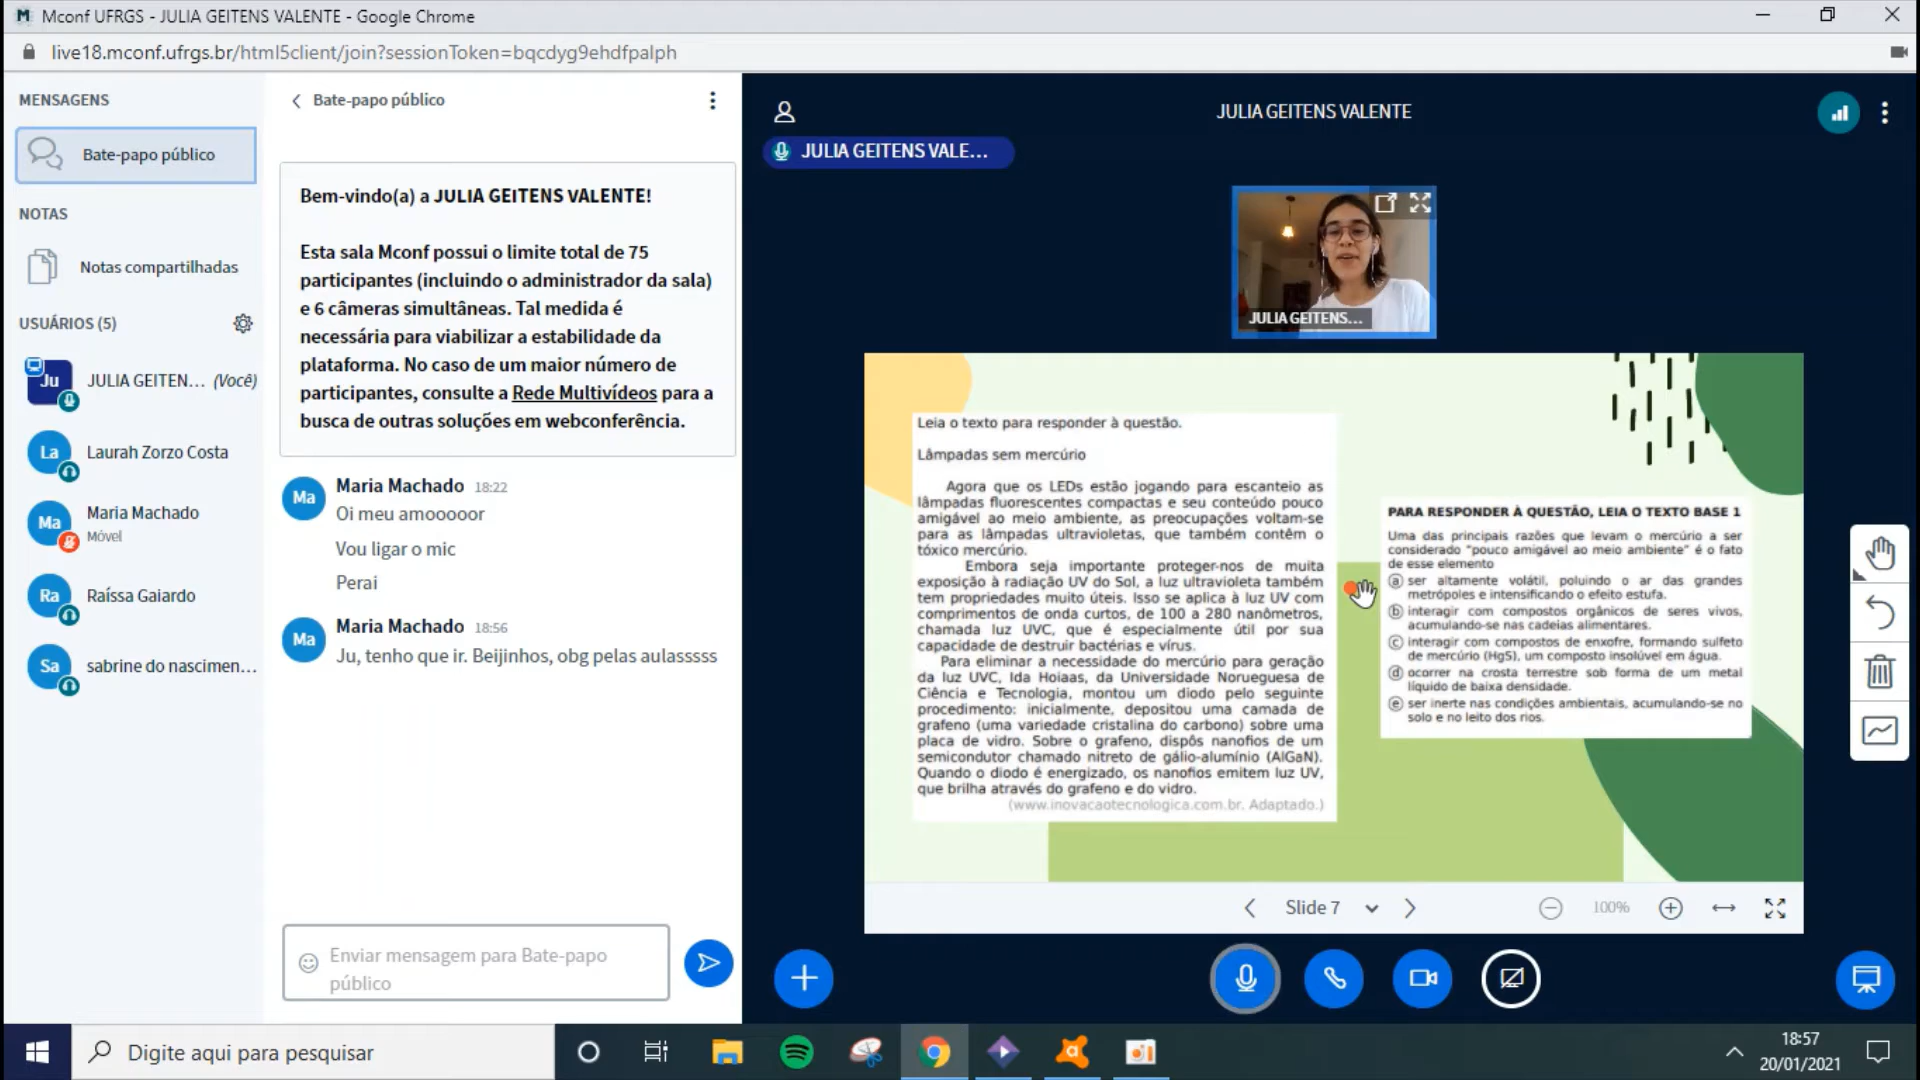 Mconf UFRGS - JULIA GEITENS VALENTE - Google Chrome
live18.mconf.ufrgs.br/html5client/join?sessionToken=bqcdyg9ehdfpalph
MENSAGENS
Bate-papo público
NOTAS
Notas compartilhadas
USUÁRIOS (5)
Ju
JULIA GEITEN... (Você)
La
Laurah Zorzo Costa
Ma
Maria Machado
Móvel
Ra
Raíssa Gaiardo
Sa
sabrine do nascimen...
Bate-papo público
Bem-vindo(a) a JULIA GEITENS VALENTE!
Esta sala Mconf possui o limite total de 75
participantes (incluindo o administrador da sala)
e 6 câmeras simultâneas. Tal medida é
necessária para viabilizar a estabilidade da
plataforma. No caso de um maior número de
participantes, consulte a Rede Multivídeos para a
busca de outras soluções em webconferência.
Ma
Maria Machado 18:22
Oi meu amooooor
Vou ligar o mic
Perai
Ma
Maria Machado 18:56
Ju, tenho que ir. Beijinhos, obg pelas aulasssss
Enviar mensagem para Bate-papo
público
JULIA GEITENS VALENTE
JULIA GEITENS VALE...
JULIA GEITENS...
Leia o texto para responder à questão.
Lâmpadas sem mercúrio
Agora que os LEDs estão jogando para escanteio as
lâmpadas fluorescentes compactas e seu conteúdo pouco
amigável ao meio ambiente, as preocupações voltam-se
para as lâmpadas ultravioletas, que também contêm o
tóxico mercúrio.
Embora seja importante proteger-nos de muita
exposição à radiação UV do Sol, a luz ultravioleta também
tem propriedades muito úteis. Isso se aplica à luz UV com
comprimentos de onda curtos, de 100 a 280 nanômetros,
chamada luz UVC, que é especialmente útil por sua
capacidade de destruir bactérias e vírus.
Para eliminar a necessidade do mercúrio para geração
da luz UVC, Ida Hoiaas, da Universidade Norueguesa de
Ciência e Tecnologia, montou um diodo pelo seguinte
procedimento: inicialmente, depositou uma camada de
grafeno (uma variedade cristalina do carbono) sobre uma
placa de vidro. Sobre o grafeno, dispôs nanofios de um
semicondutor chamado nitreto de gálio-alumínio (AlGaN).
Quando o diodo é energizado, os nanofios emitem luz UV,
que brilha através do grafeno e do vidro.
(www.inovacaotecnologica.com.br. Adaptado.)
PARA RESPONDER À QUESTÃO, LEIA O TEXTO BASE 1
Uma das principais razões que levam o mercúrio a ser
considerado "pouco amigável ao meio ambiente" é o fato
de esse elemento
a ser altamente volátil, poluindo o ar das grandes
metrópoles e intensificando o efeito estufa.
b interagir com compostos orgânicos de seres vivos,
acumulando-se nas cadeias alimentares.
c interagir com compostos de enxofre, formando sulfeto
de mercúrio (HgS), um composto insolúvel em água.
d ocorrer na crosta terrestre sob forma de um metal
líquido de baixa densidade.
e ser inerte nas condições ambientais, acumulando-se no
solo e no leito dos rios.
Slide 7
100%
Digite aqui para pesquisar
18:57
20/01/2021